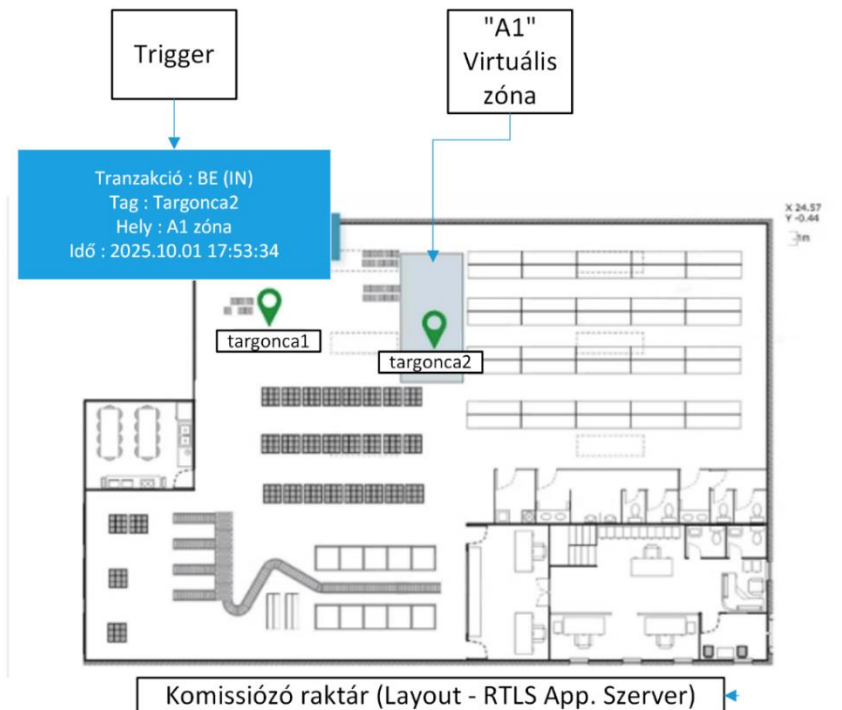 Trigger
"A1"
Virtuális
zóna
Tranzakció : BE (IN)
Tag : Targonca2
Hely : A1 zóna
Idő : 2025.10.01 17:53:34
X 24.57
Y -0.44
1m
targonca1
targonca2
Komissiózó raktár (Layout - RTLS App. Szerver)